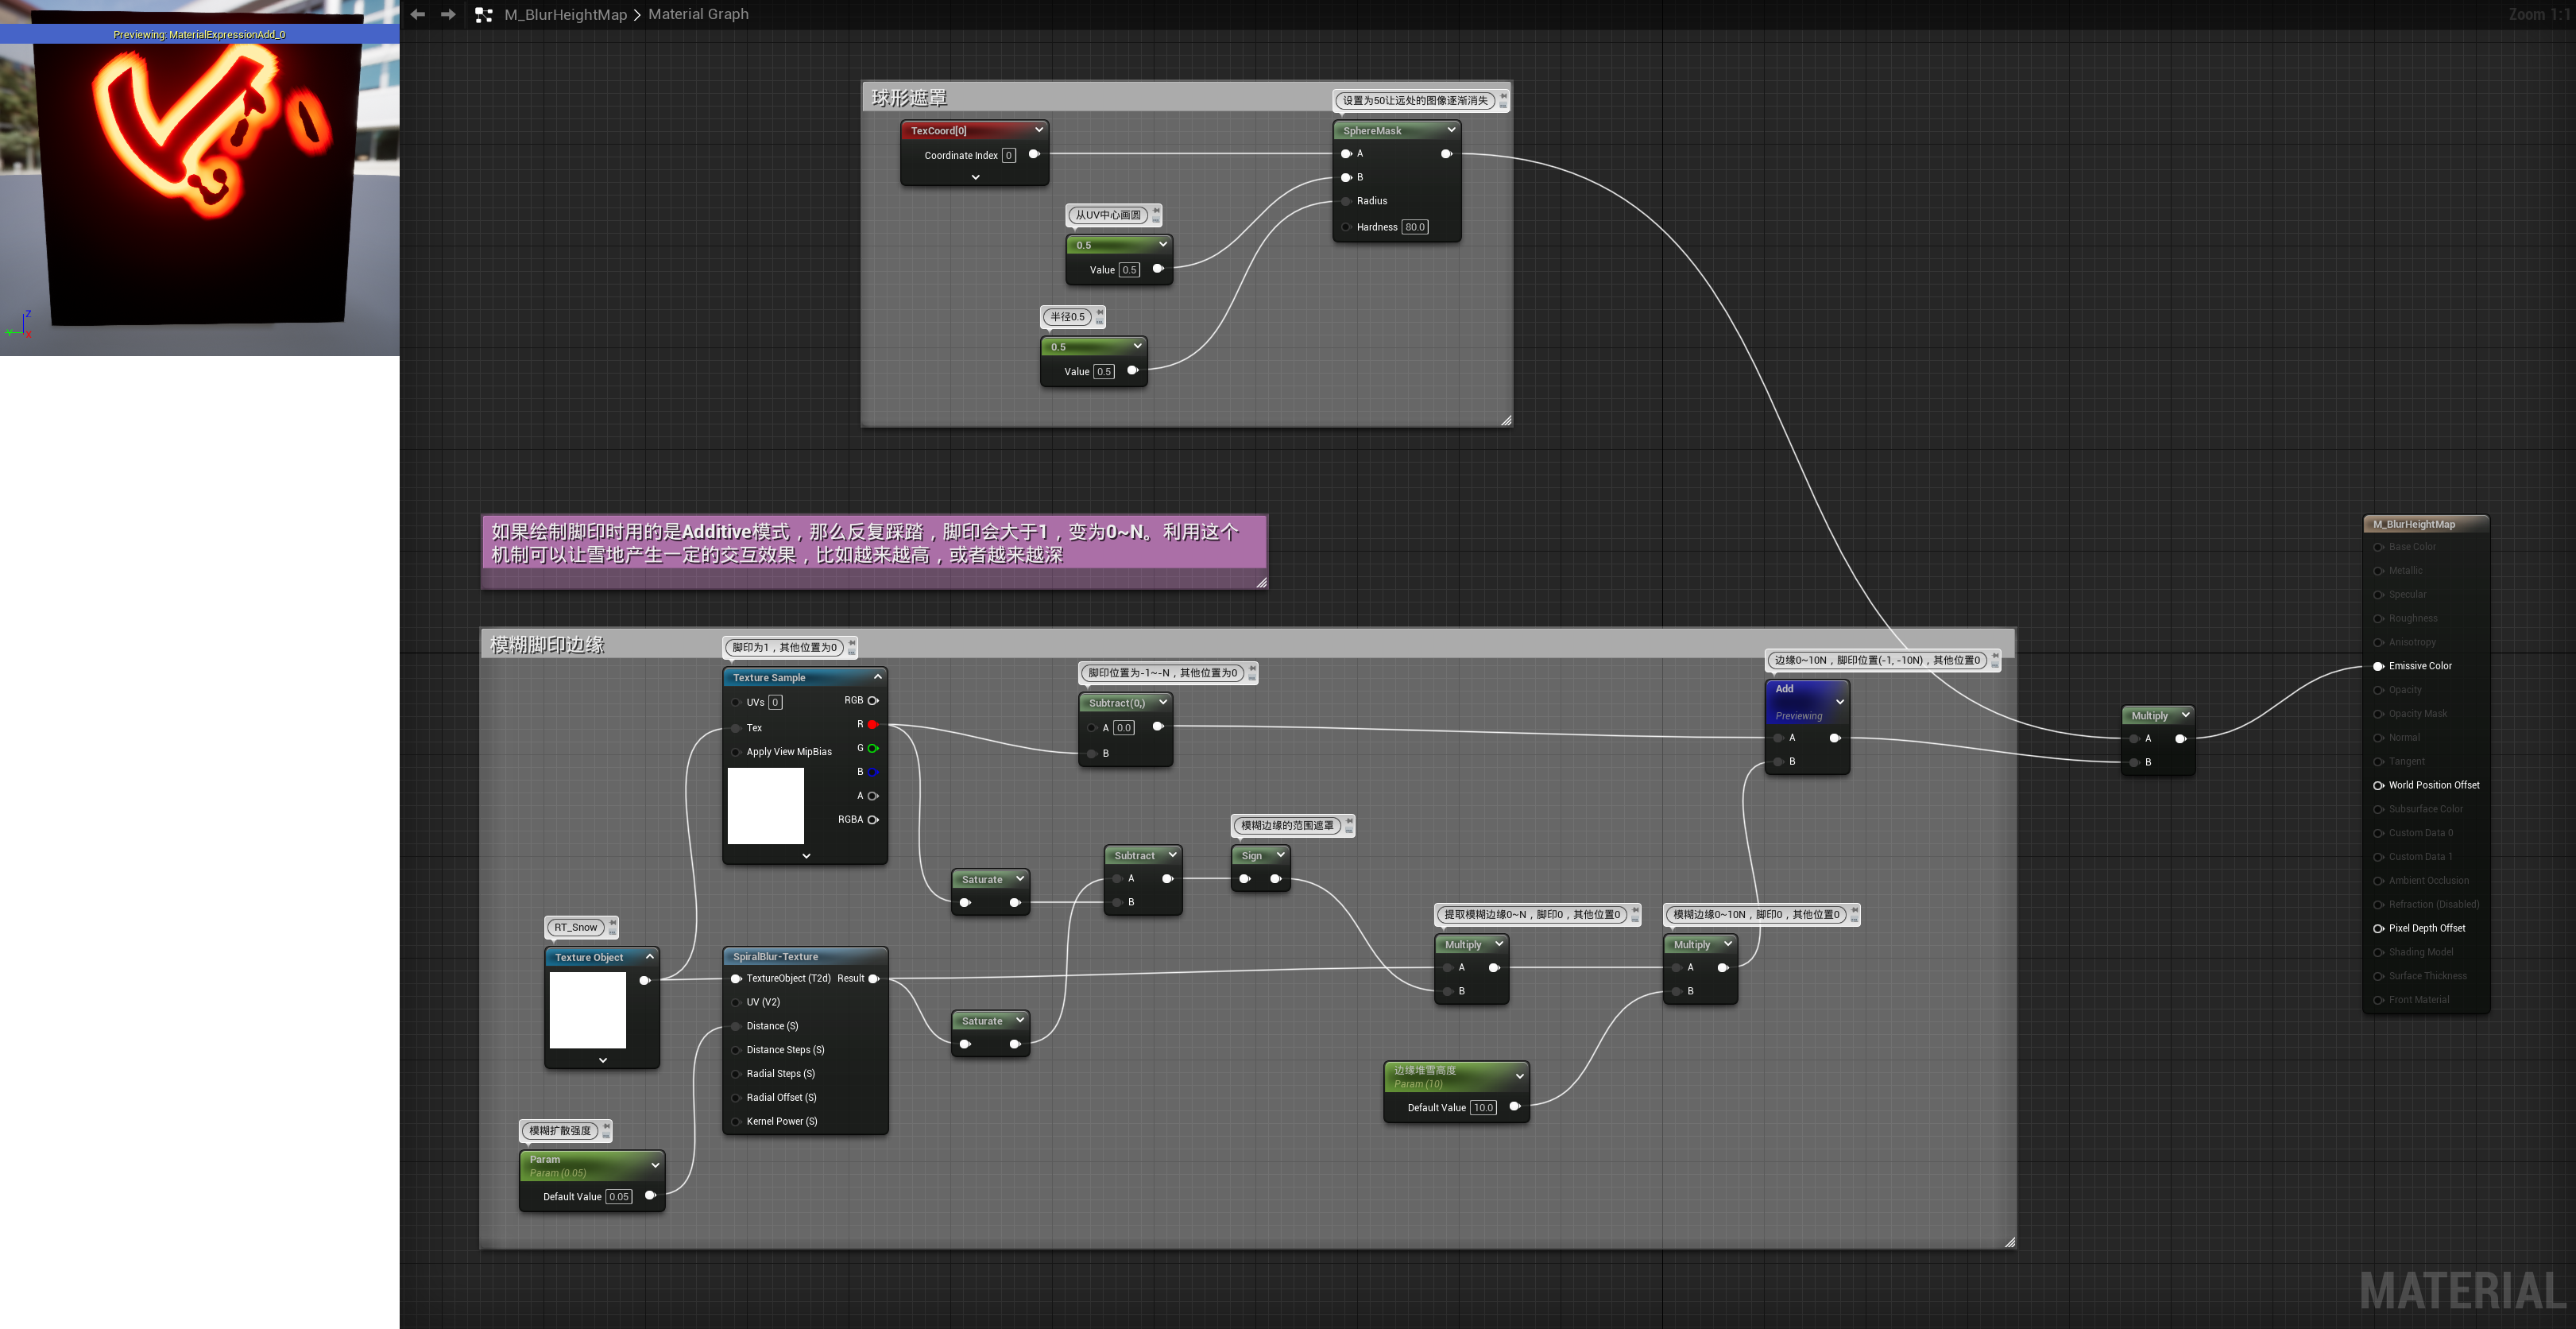 M_BlurHeightMap > Material Graph
Zoom 1:1
Previewing: MaterialExpressionAdd_0
Z
Y
X
球形遮罩
设置为50让远处的图像逐渐消失
TexCoord[0]
Coordinate Index 0
SphereMask
A
B
Radius
Hardness 80.0
从UV中心画圆
0.5
Value 0.5
半径0.5
0.5
Value 0.5
如果绘制脚印时用的是Additive模式，那么反复踩踏，脚印会大于1，变为0~N。利用这个
机制可以让雪地产生一定的交互效果，比如越来越高，或者越来越深
模糊脚印边缘
脚印为1，其他位置为0
Texture Sample
UVs 0
Tex
Apply View MipBias
RGB
R
G
B
A
RGBA
脚印位置为-1~-N，其他位置为0
Subtract(0,)
A 0.0
B
边缘0~10N，脚印位置(-1, -10N)，其他位置0
Add
Previewing
A
B
Multiply
A
B
Saturate
Subtract
A
B
模糊边缘的范围遮罩
Sign
RT_Snow
Texture Object
SpiralBlur-Texture
TextureObject (T2d) Result
UV (V2)
Distance (S)
Distance Steps (S)
Radial Steps (S)
Radial Offset (S)
Kernel Power (S)
Saturate
提取模糊边缘0~N，脚印0，其他位置0
Multiply
A
B
模糊边缘0~10N，脚印0，其他位置0
Multiply
A
B
边缘堆雪高度
Param (10)
Default Value 10.0
模糊扩散强度
Param
Param (0.05)
Default Value 0.05
M_BlurHeightMap
Base Color
Metallic
Specular
Roughness
Anisotropy
Emissive Color
Opacity
Opacity Mask
Normal
Tangent
World Position Offset
Subsurface Color
Custom Data 0
Custom Data 1
Ambient Occlusion
Refraction (Disabled)
Pixel Depth Offset
Shading Model
Surface Thickness
Front Material
MATERIAL